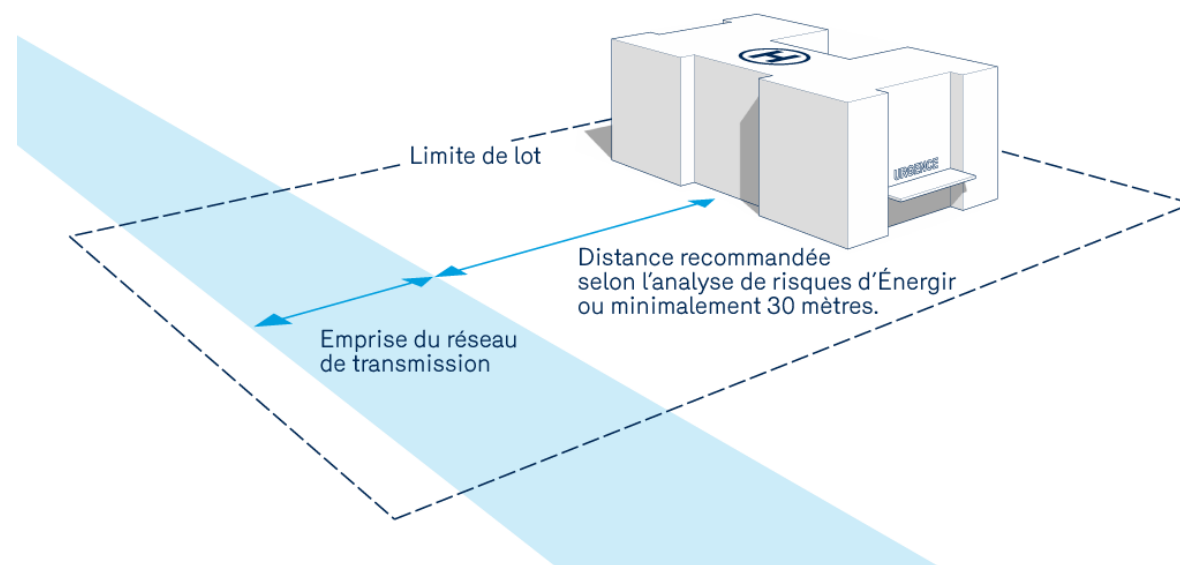 H
Limite de lot
URGENCE
Distance recommandée
selon l’analyse de risques d’Énergir
ou minimalement 30 mètres.
Emprise du réseau
de transmission